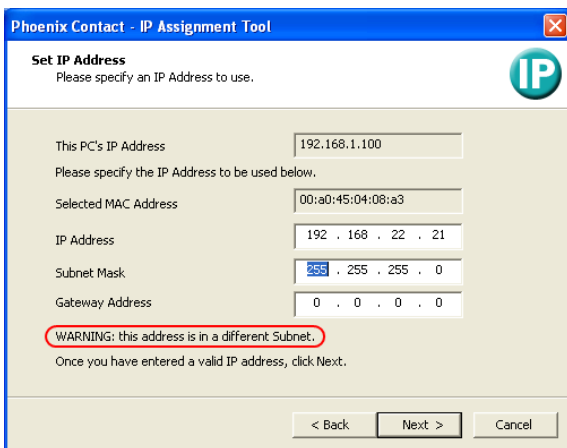 Phoenix Contact - IP Assignment Tool
Set IP Address
Please specify an IP Address to use.
IP
This PC's IP Address 192.168.1.100
Please specify the IP Address to be used below.
Selected MAC Address 00:a0:45:04:08:a3
IP Address 192 . 168 . 22 . 21
Subnet Mask 255 . 255 . 255 . 0
Gateway Address 0 . 0 . 0 . 0
WARNING: this address is in a different Subnet.
Once you have entered a valid IP address, click Next.
< Back Next > Cancel